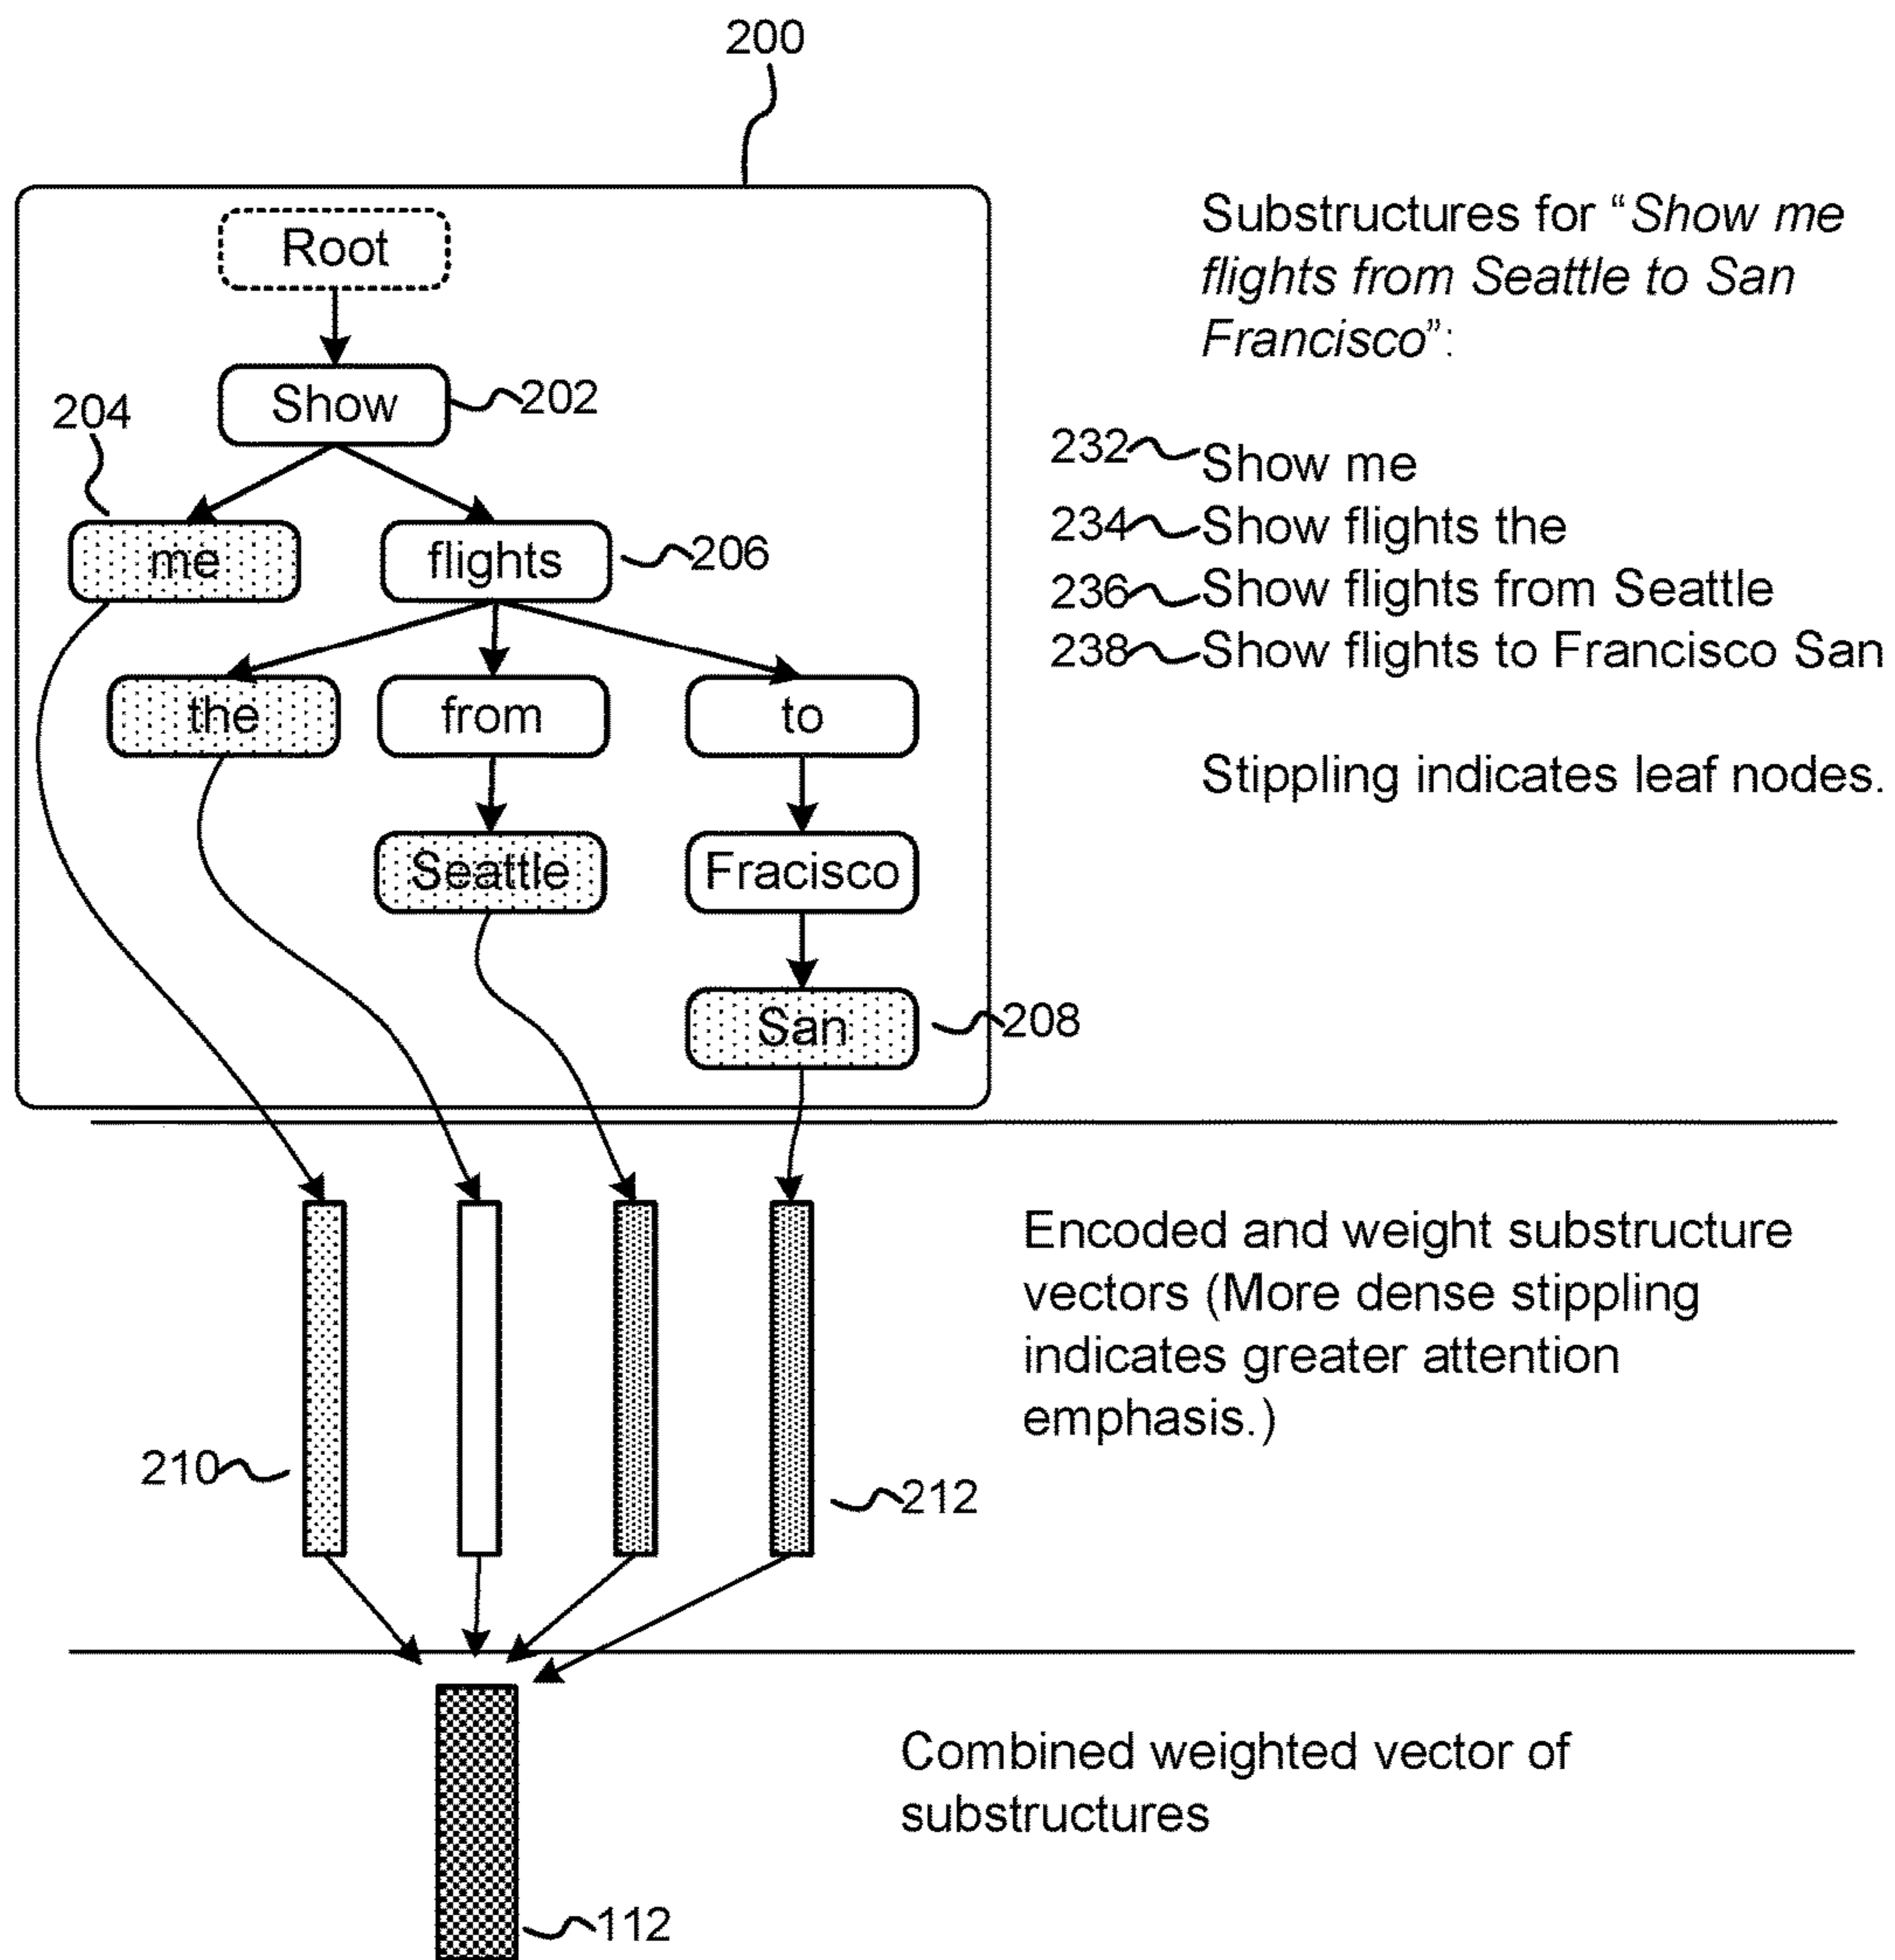 200
Root
Show
202
204
me
flights
206
the
from
to
Seattle
Fracisco
San
208
Substructures for “Show me
flights from Seattle to San
Francisco”:
232 Show me
234 Show flights the
236 Show flights from Seattle
238 Show flights to Francisco San
Stippling indicates leaf nodes.
210
212
Encoded and weight substructure
vectors (More dense stippling
indicates greater attention
emphasis.)
Combined weighted vector of
substructures
112